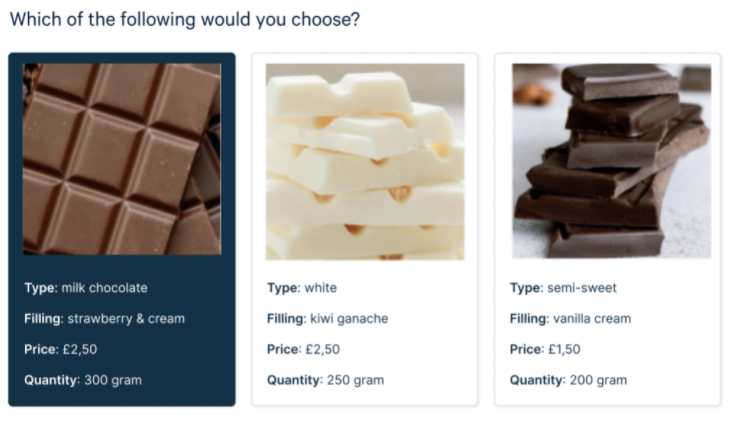 Which of the following would you choose?
Type: milk chocolate
Filling: strawberry & cream
Price: £2,50
Quantity: 300 gram
Type: white
Filling: kiwi ganache
Price: £2,50
Quantity: 250 gram
Type: semi-sweet
Filling: vanilla cream
Price: £1,50
Quantity: 200 gram